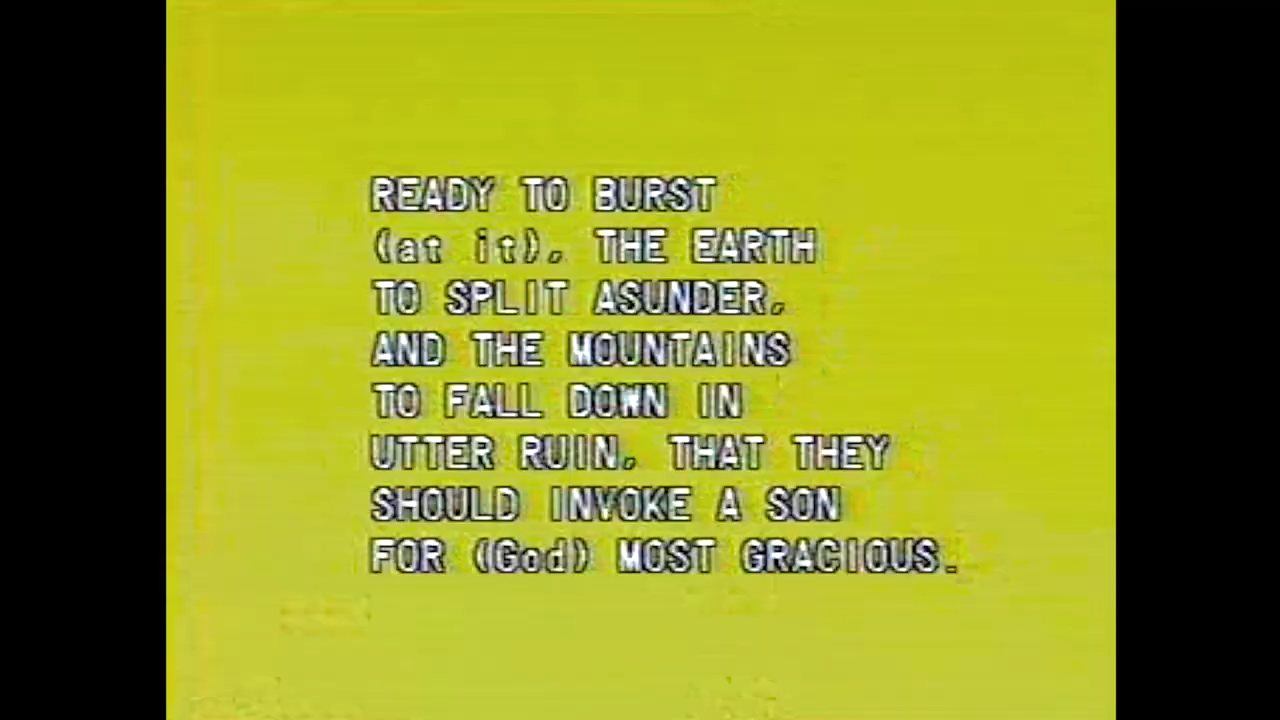 READY TO BURST
(at it), THE EARTH
TO SPLIT ASUNDER,
AND THE MOUNTAINS
TO FALL DOWN IN
UTTER RUIN, THAT THEY
SHOULD INVOKE A SON
FOR (God) MOST GRACIOUS.